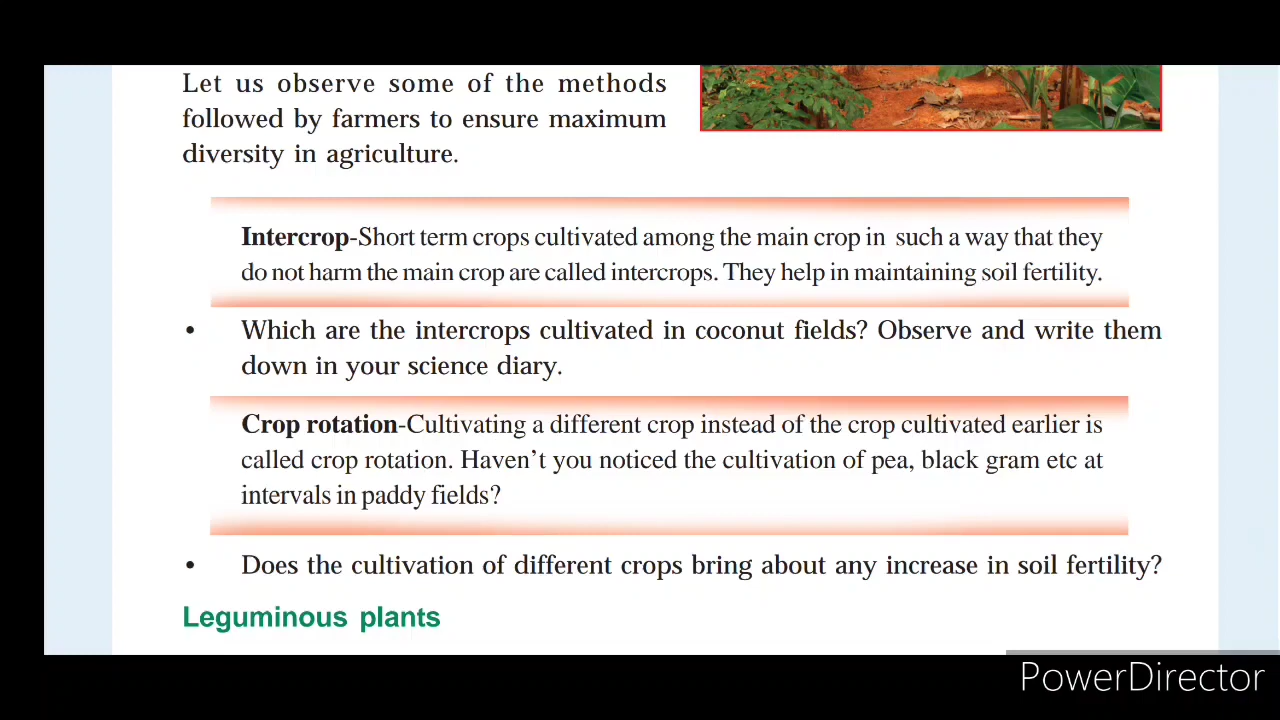 Let us observe some of the methods
followed by farmers to ensure maximum
diversity in agriculture.
Intercrop-Short term crops cultivated among the main crop in such a way that they
do not harm the main crop are called intercrops. They help in maintaining soil fertility.
• Which are the intercrops cultivated in coconut fields? Observe and write them
down in your science diary.
Crop rotation-Cultivating a different crop instead of the crop cultivated earlier is
called crop rotation. Haven't you noticed the cultivation of pea, black gram etc at
intervals in paddy fields?
• Does the cultivation of different crops bring about any increase in soil fertility?
Leguminous plants
PowerDirector